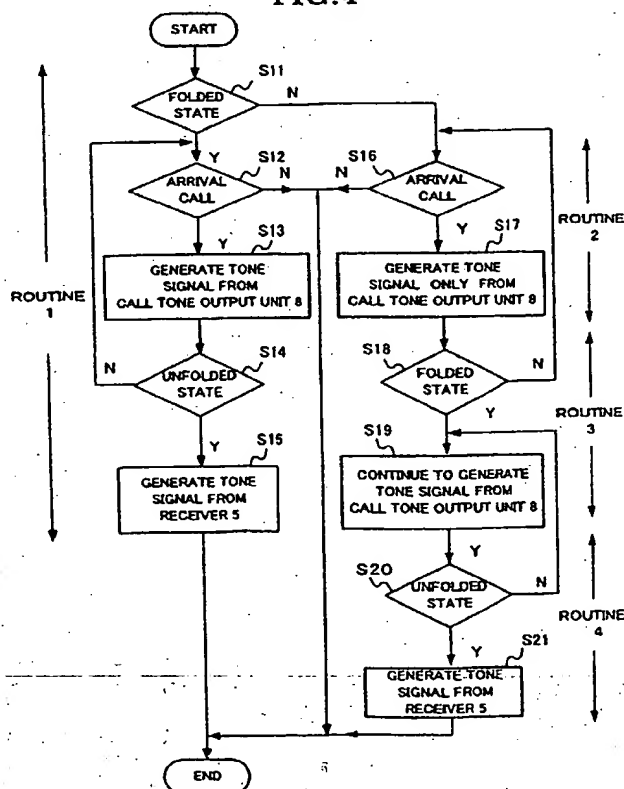 START
S11
FOLDED
STATE
N
Y
S12
ARRIVAL
CALL
N
Y
S13
GENERATE TONE
SIGNAL FROM
CALL TONE OUTPUT UNIT 8
ROUTINE
1
S14
UNFOLDED
STATE
N
Y
S15
GENERATE TONE
SIGNAL FROM
RECEIVER 5
S16
ARRIVAL
CALL
N
Y
S17
GENERATE TONE
SIGNAL ONLY FROM
CALL TONE OUTPUT UNIT 8
ROUTINE
2
S18
FOLDED
STATE
N
Y
S19
CONTINUE TO GENERATE
TONE SIGNAL FROM
CALL TONE OUTPUT UNIT 8
ROUTINE
3
Y
S20
UNFOLDED
STATE
N
Y
ROUTINE
4
S21
GENERATE TONE
SIGNAL FROM
RECEIVER 5
END